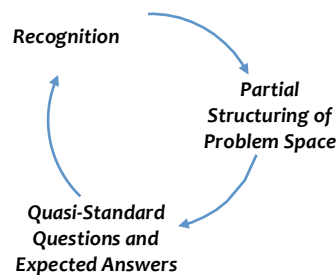 Recognition
Partial
Structuring of
Problem Space
Quasi-Standard
Questions and
Expected Answers